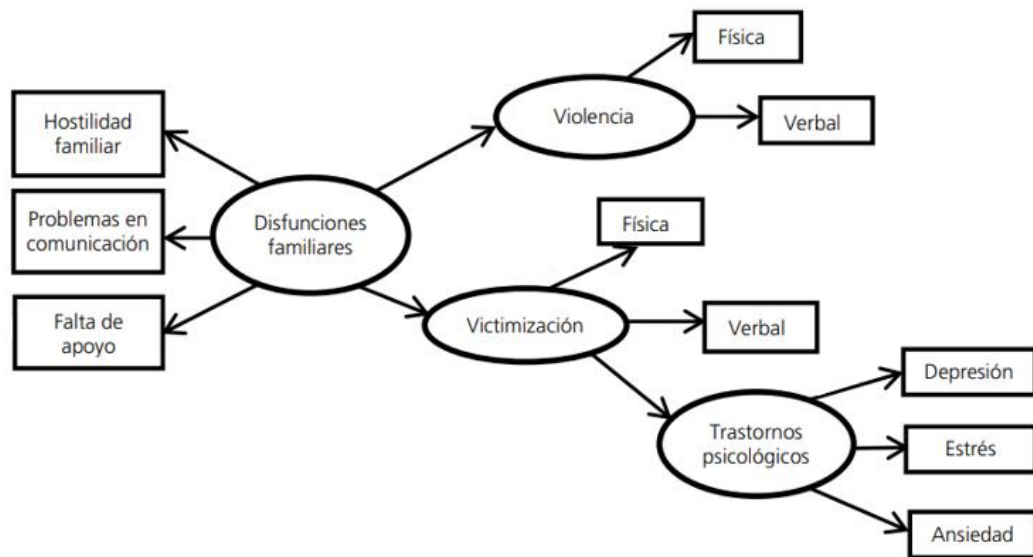 Física
Violencia
Verbal
Hostilidad
familiar
Problemas en
comunicación
Falta de
apoyo
Disfunciones
familiares
Física
Victimización
Verbal
Trastornos
psicológicos
Depresión
Estrés
Ansiedad